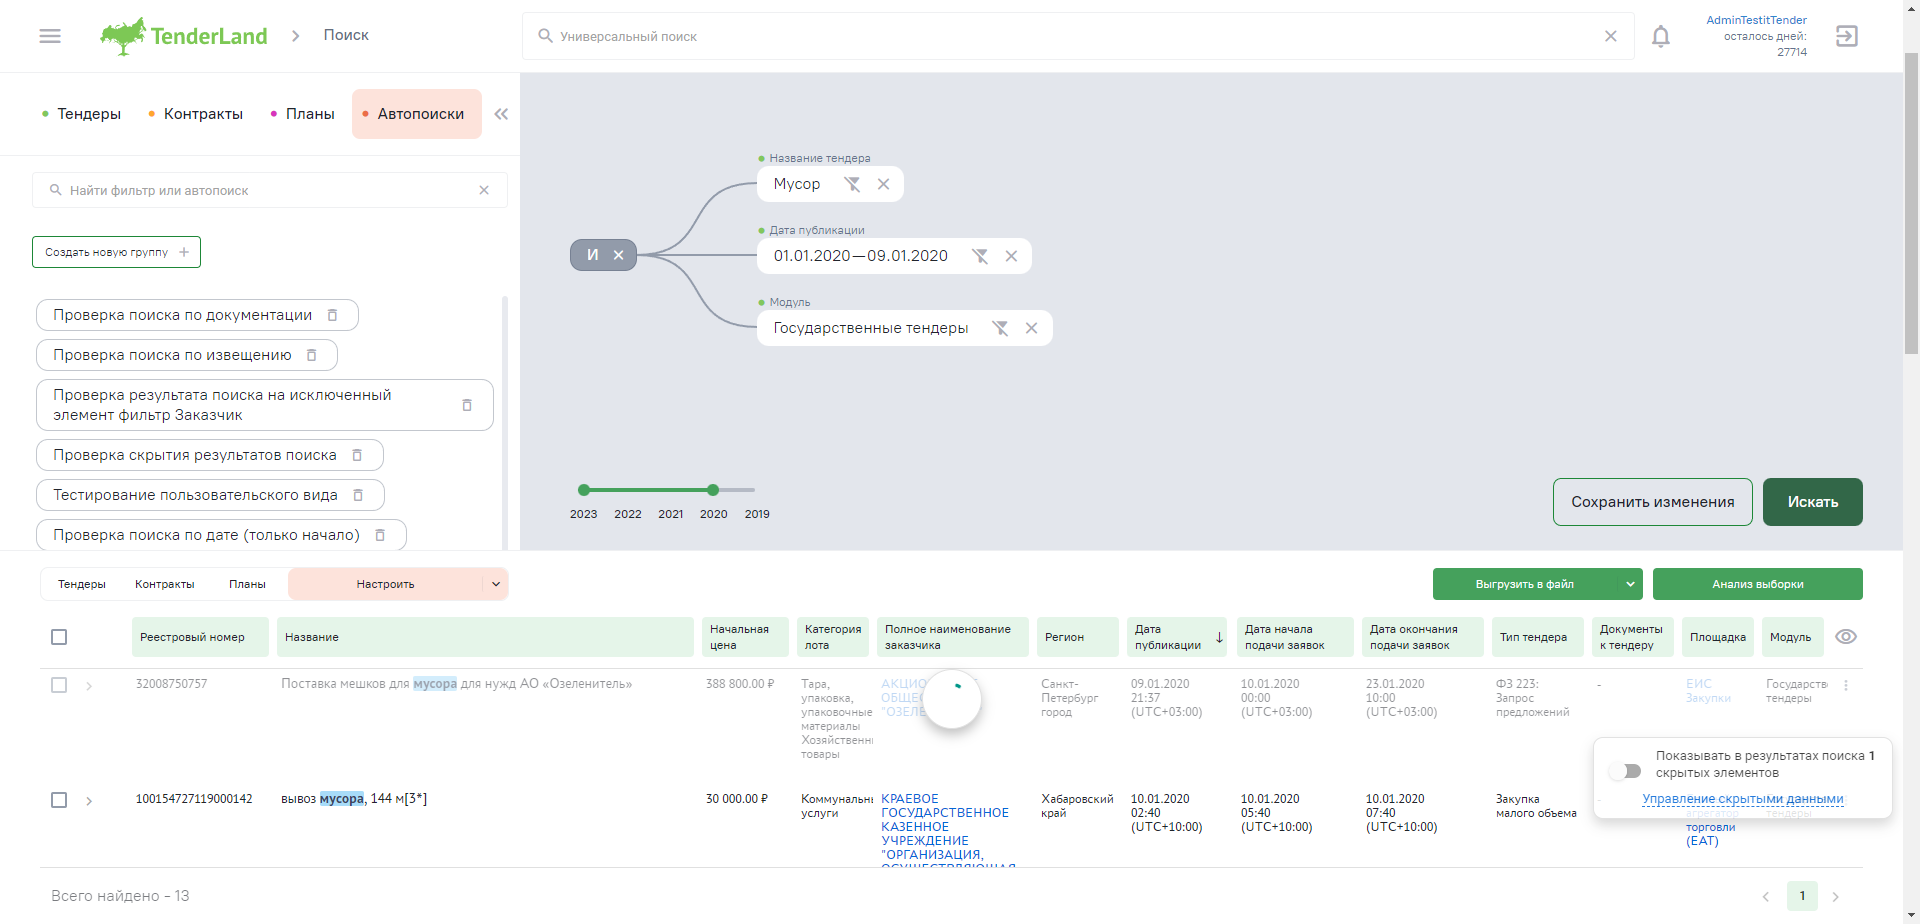 TenderLand
Поиск
Универсальный поиск
AdminTestitTender
осталось дней:
27714
Тендеры
Контракты
Планы
Автопоиски
Найти фильтр или автопоиск
Создать новую группу
Проверка поиска по документации
Проверка поиска по извещению
Проверка результата поиска на исключенный
элемент фильтр Заказчик
Проверка скрытия результатов поиска
Тестирование пользовательского вида
Проверка поиска по дате (только начало)
Название тендера
Мусор
Дата публикации
01.01.2020—09.01.2020
И
Модуль
Государственные тендеры
2023 2022 2021 2020 2019
Сохранить изменения
Искать
Тендеры Контракты Планы Настроить
Выгрузить в файл
Анализ выборки
Реестровый номер
Название
Начальная
цена
Категория
лота
Полное наименование
заказчика
Регион
Дата
публикации
Дата начала
подачи заявок
Дата окончания
подачи заявок
Тип тендера
Документы
к тендеру
Площадка
Модуль
32008750757
Поставка мешков для мусора для нужд АО «Озеленитель»
388 800.00 ₽
Тара,
упаковка,
упаковочные
материалы
Хозяйственн
товары
АКЦИО
ОБЩЕС
"ОЗЕЛЕ
Санкт-
Петербург
город
09.01.2020
21:37
(UTC+03:00)
10.01.2020
00:00
(UTC+03:00)
23.01.2020
10:00
(UTC+03:00)
ФЗ 223:
Запрос
предложений
-
ЕИС
Закупки
Государств
тендеры
100154727119000142
вывоз мусора, 144 м[3*]
30 000.00 ₽
Коммунальн
услуги
КРАЕВОЕ
ГОСУДАРСТВЕННОЕ
КАЗЕННОЕ
УЧРЕЖДЕНИЕ
"ОРГАНИЗАЦИЯ,
ОСУЩЕСТВЛЯЮЩАЯ
Хабаровский
край
10.01.2020
02:40
(UTC+10:00)
10.01.2020
05:40
(UTC+10:00)
10.01.2020
07:40
(UTC+10:00)
Закупка
малого объема
агрегатор
торговли
(ЕАТ)
тендеры
Показывать в результатах поиска 1
скрытых элементов
Управление скрытыми данными
Всего найдено - 13
1